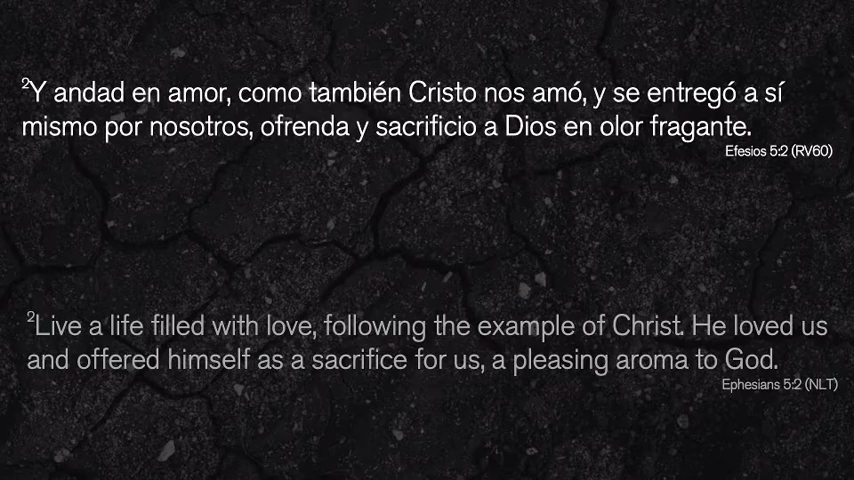 ²Y andad en amor, como también Cristo nos amó, y se entregó a sí
mismo por nosotros, ofrenda y sacrificio a Dios en olor fragante.
Efesios 5:2 (RV60)
²Live a life filled with love, following the example of Christ. He loved us
and offered himself as a sacrifice for us, a pleasing aroma to God.
Ephesians 5:2 (NLT)